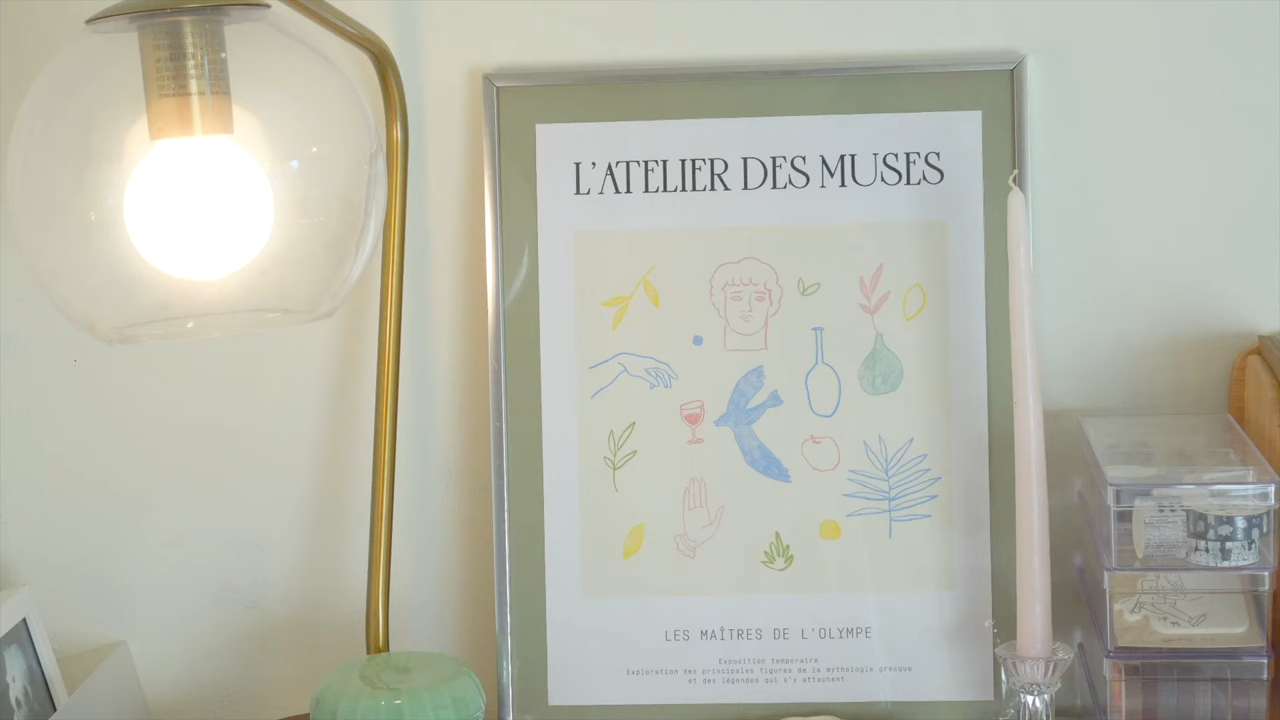 L'ATELIER DES MUSES
LES MAÎTRES DE L'OLYMPE
Exposition temporaire
Exploration des principales figures de la mythologie grecque
et des légendes qui s'y attachent